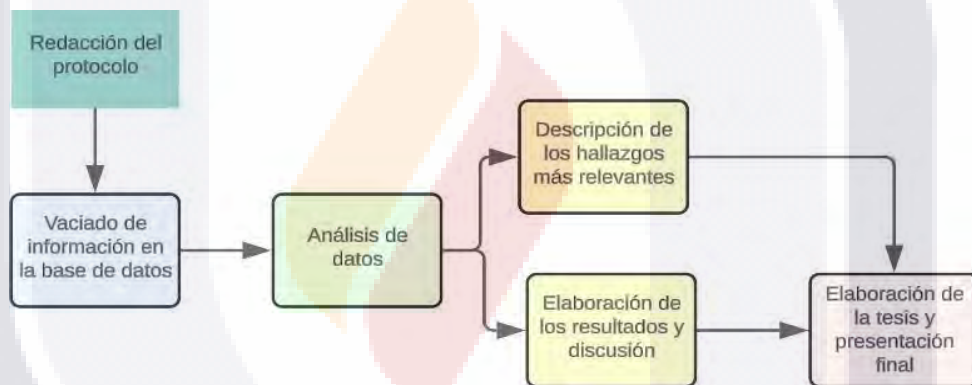 Redacción del
protocolo
Vaciado de
información en
la base de datos
Análisis de
datos
Descripción de
los hallazgos
más relevantes
Elaboración de
los resultados y
discusión
Elaboración de
la tesis y
presentación
final